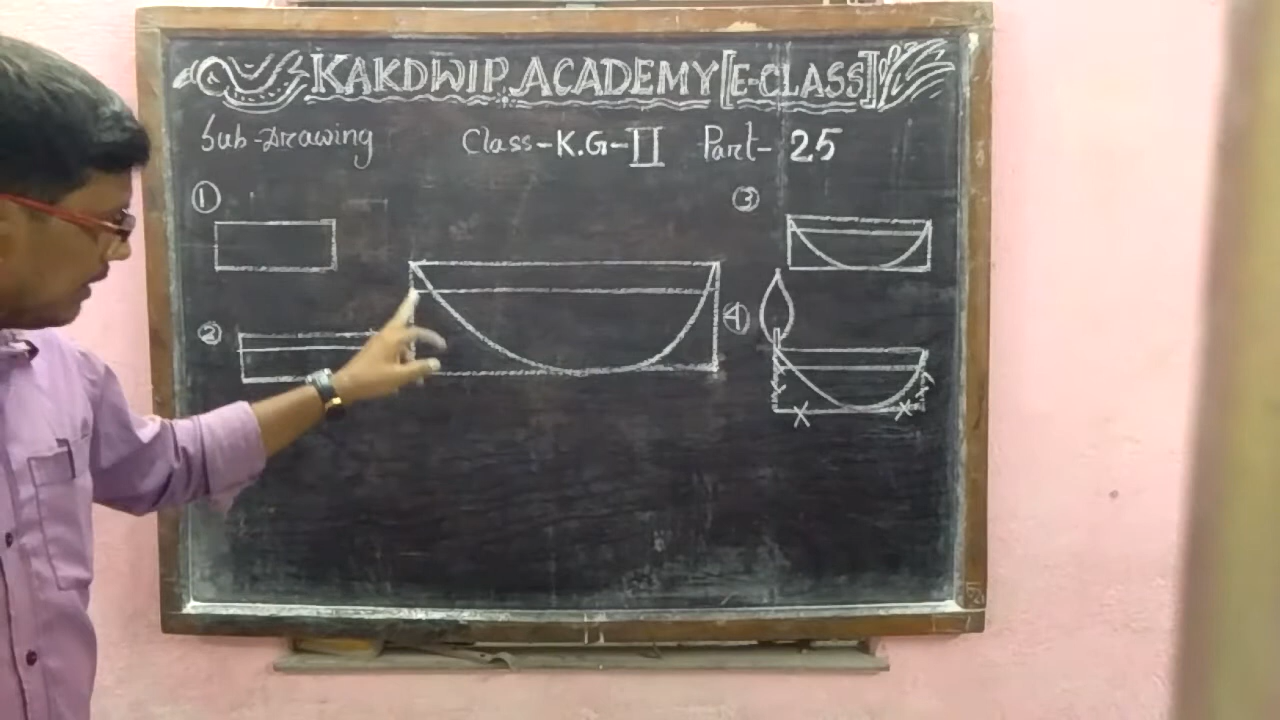 KAKDWIP ACADEMY [E-CLASS]
Sub-Drawing Class-K.G-II Part-25
①
②
③
④